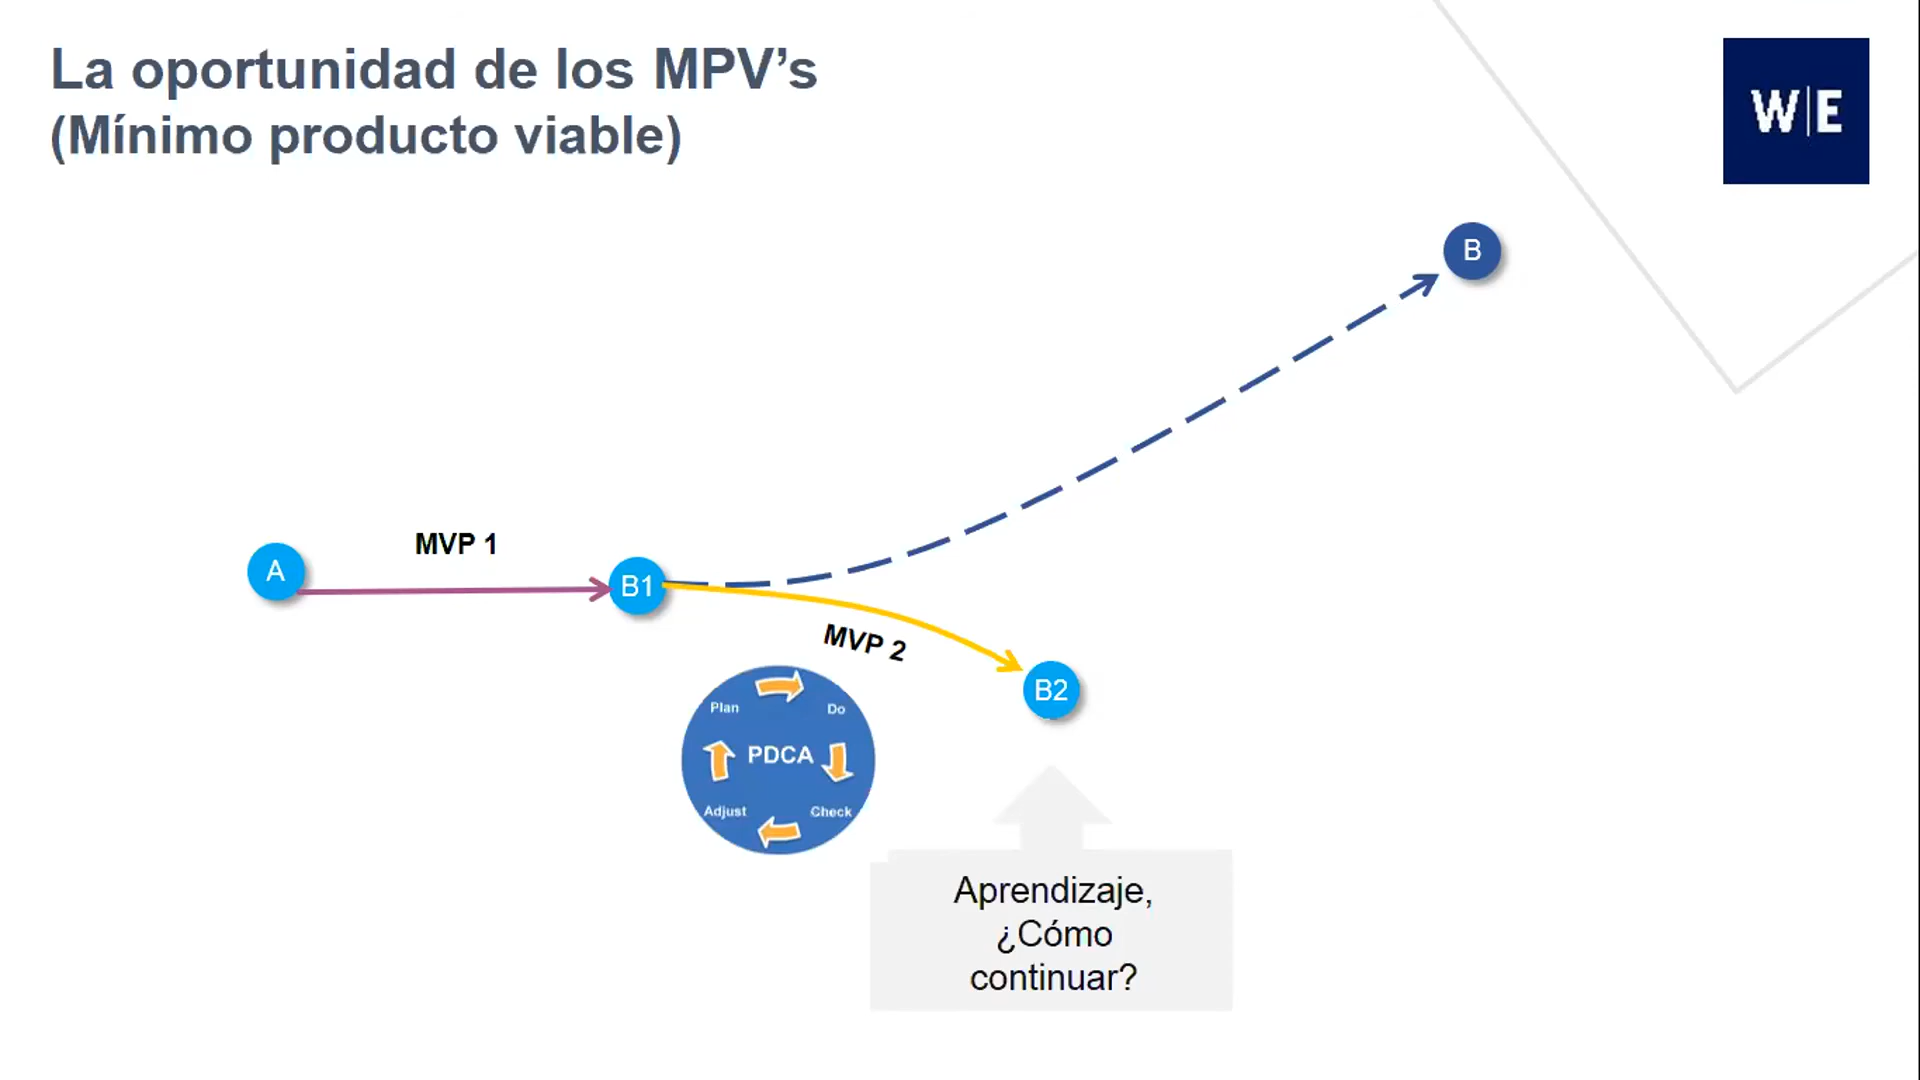 La oportunidad de los MPV’s
(Mínimo producto viable)
W|E
B
MVP 1
A
B1
MVP 2
B2
Plan
Do
PDCA
Adjust
Check
Aprendizaje,
¿Cómo
continuar?